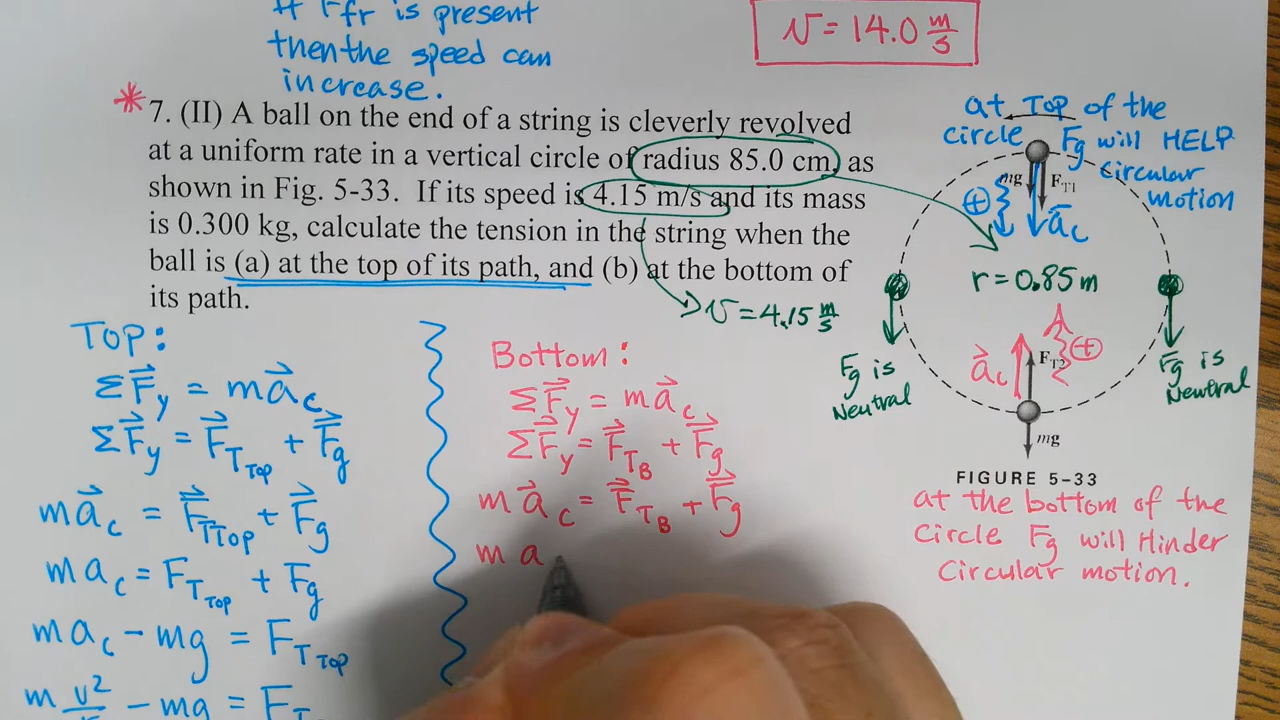 If Ffr is present
then the speed can
increase.
v = 14.0 m/s
* 7. (II) A ball on the end of a string is cleverly revolved
at a uniform rate in a vertical circle of radius 85.0 cm, as
shown in Fig. 5-33. If its speed is 4.15 m/s and its mass
is 0.300 kg, calculate the tension in the string when the
ball is (a) at the top of its path, and (b) at the bottom of
its path.
v = 4.15 m/s
at Top of the
circle Fg will HELP
circular
motion
mg
FT1
+
ac
r = 0.85 m
Fg is
Neutral
Fg is
Neutral
ac
FT2
+
mg
FIGURE 5-33
at the bottom of the
Circle Fg will Hinder
Circular motion.
Top:
ΣFy = mac
ΣFy = FTTop + Fg
mac = FTTop + Fg
mac = FTTop + Fg
mac - mg = FTTop
m v²
- mg = FT
Bottom:
ΣFy = mac
ΣFy = FTB + Fg
mac = FTB + Fg
ma